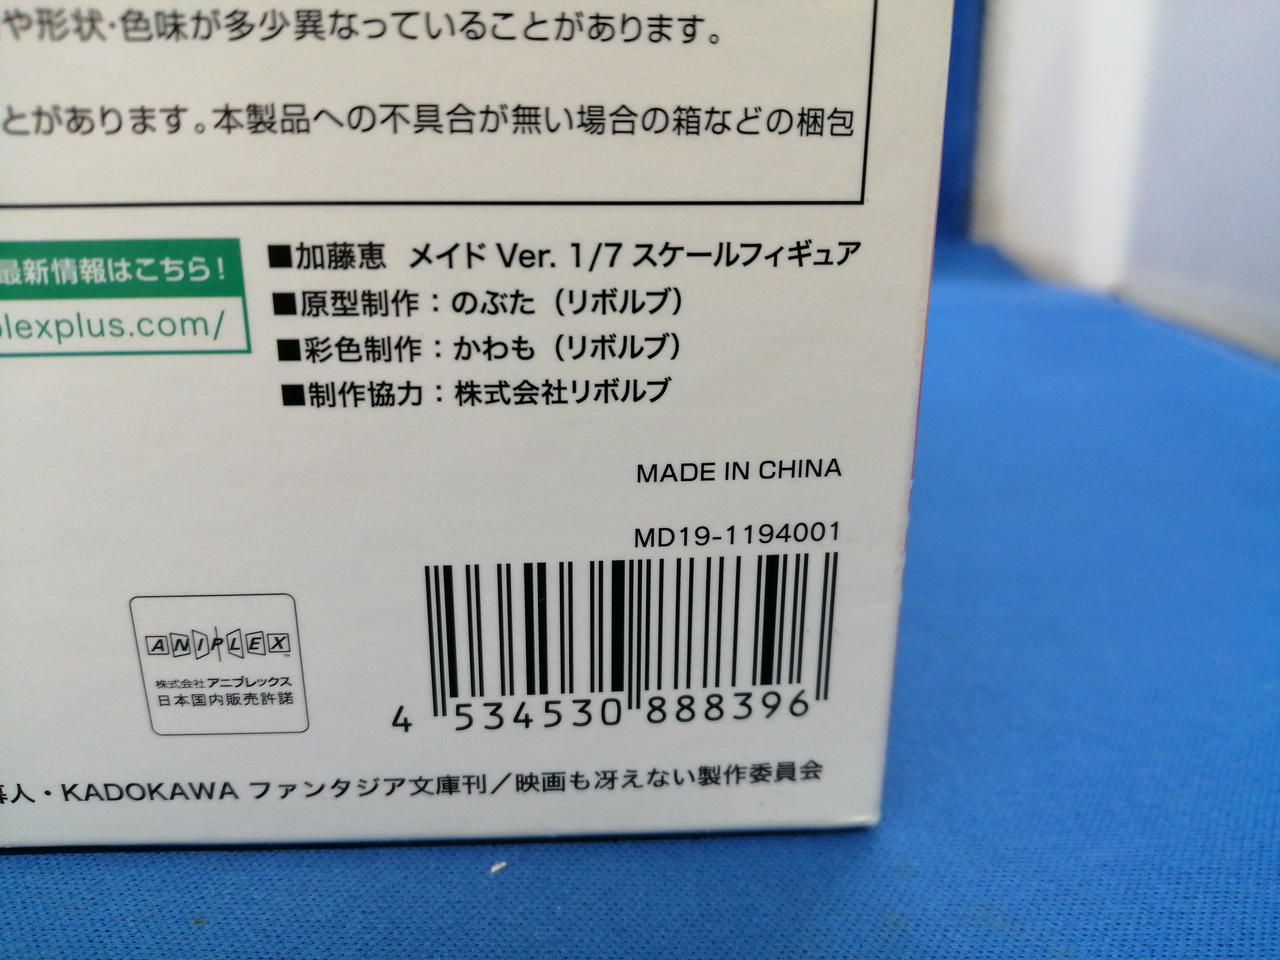 や形状・色味が多少異なっていることがあります。
とがあります。本製品への不具合が無い場合の箱などの梱包
最新情報はこちら!
lexplus.com/
■加藤恵 メイド Ver. 1/7 スケールフィギュア
■原型制作：のぶた（リボルブ）
■彩色制作：かわも（リボルブ）
■制作協力：株式会社リボルブ
MADE IN CHINA
MD19-1194001
4 534530 888396
ANIPLEX
株式会社アニプレックス
日本国内販売許諾
人・KADOKAWA ファンタジア文庫刊／映画も冴えない製作委員会